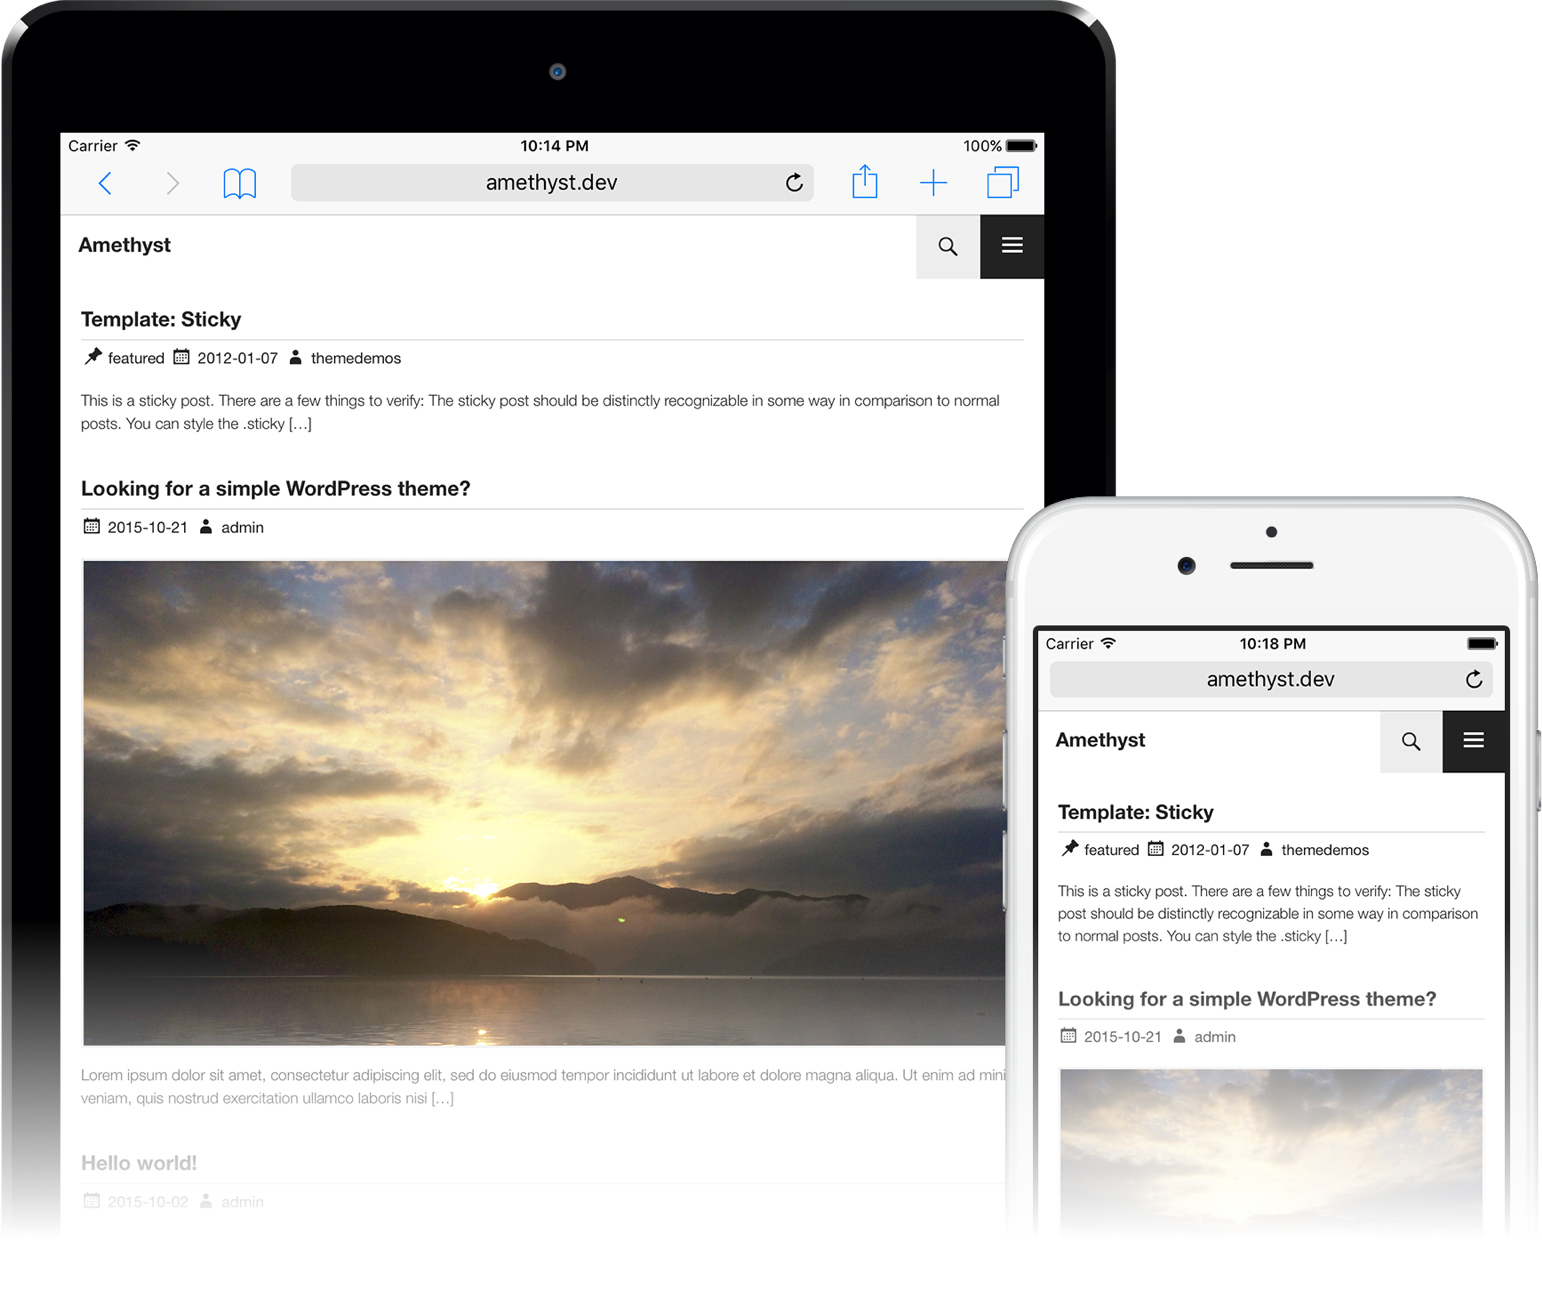 Carrier 10:14 PM 100%
amethyst.dev
Amethyst
Template: Sticky
featured 2012-01-07 themedemos
This is a sticky post. There are a few things to verify: The sticky post should be distinctly recognizable in some way in comparison to normal
posts. You can style the .sticky […]
Looking for a simple WordPress theme?
2015-10-21 admin
Lorem ipsum dolor sit amet, consectetur adipiscing elit, sed do eiusmod tempor incididunt ut labore et dolore magna aliqua. Ut enim ad mini
veniam, quis nostrud exercitation ullamco laboris nisi […]
Hello world!
2015-10-02 admin
Carrier 10:18 PM
amethyst.dev
Amethyst
Template: Sticky
featured 2012-01-07 themedemos
This is a sticky post. There are a few things to verify: The sticky
post should be distinctly recognizable in some way in comparison
to normal posts. You can style the .sticky […]
Looking for a simple WordPress theme?
2015-10-21 admin